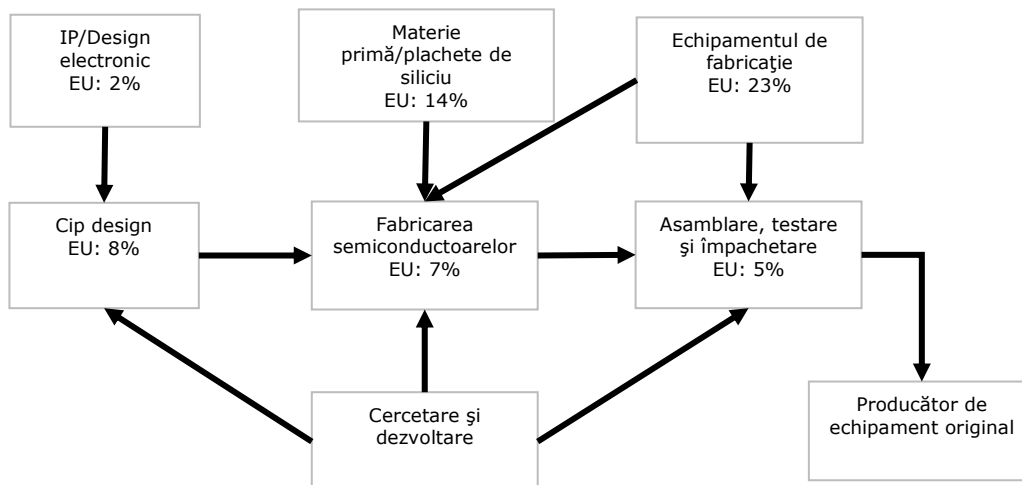 IP/Design
electronic
EU: 2%
Materie
primă/plachete de
siliciu
EU: 14%
Echipamentul de
fabricaţie
EU: 23%
Cip design
EU: 8%
Fabricarea
semiconductoarelor
EU: 7%
Asamblare, testare
şi împachetare
EU: 5%
Cercetare şi
dezvoltare
Producător de
echipament original